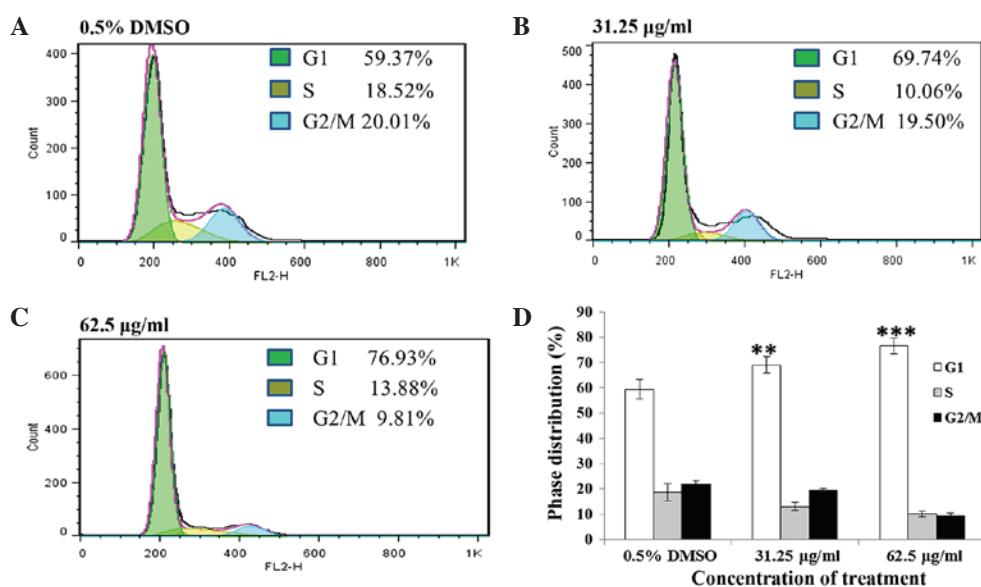 A
0.5% DMSO
G1 59.37%
S 18.52%
G2/M 20.01%
400
300
200
100
0
Count
0 200 400 600 800 1K
FL2-H
B
31.25 µg/ml
G1 69.74%
S 10.06%
G2/M 19.50%
500
400
300
200
100
0
Count
0 200 400 600 800 1K
FL2-H
C
62.5 µg/ml
G1 76.93%
S 13.88%
G2/M 9.81%
600
400
200
0
Count
0 200 400 600 800 1K
FL2-H
D
90
80
70
60
50
40
30
20
10
0
Phase distribution (%)
**
***
G1
S
G2/M
0.5% DMSO 31.25 µg/ml 62.5 µg/ml
Concentration of treatment